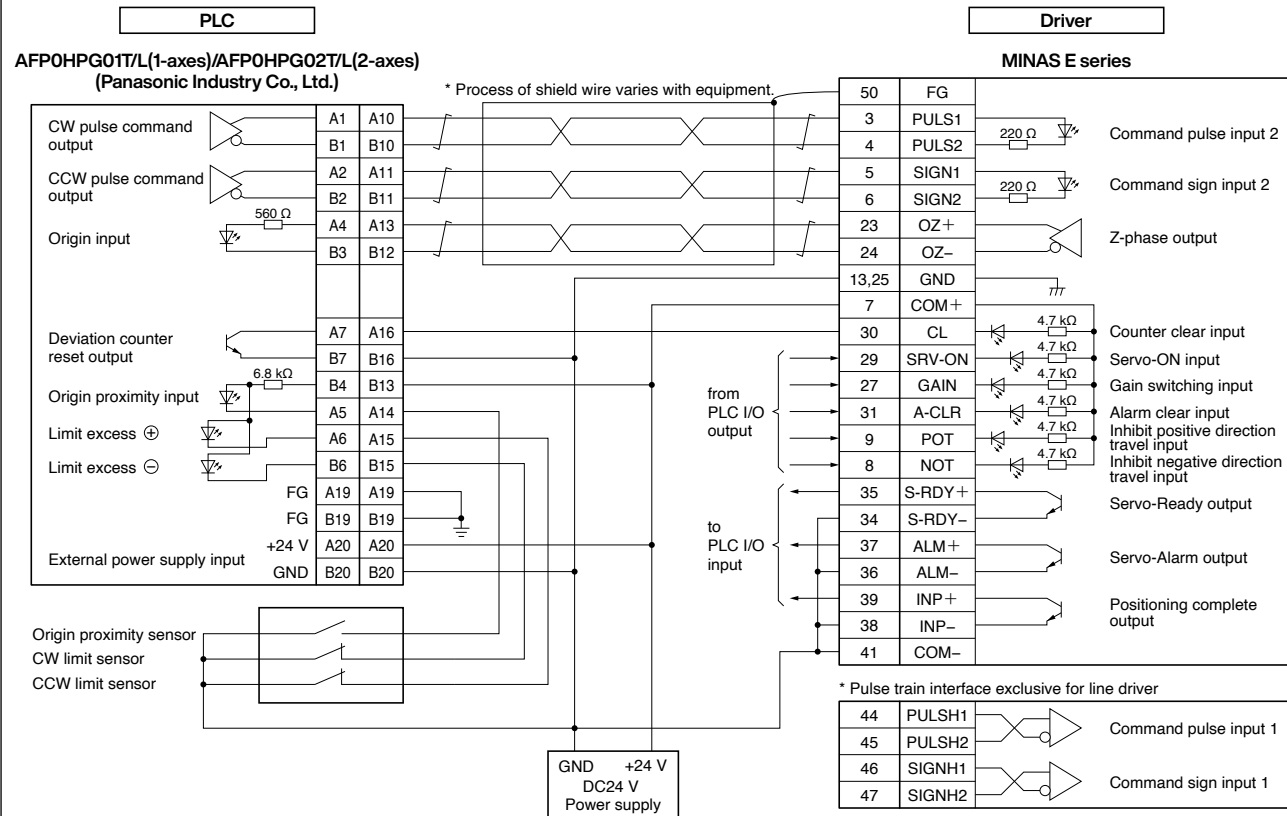 PLC
Driver
AFP0HPG01T/L(1-axes)/AFP0HPG02T/L(2-axes)
(Panasonic Industry Co., Ltd.)
MINAS E series
* Process of shield wire varies with equipment.
CW pulse command
output
A1 A10
B1 B10
CCW pulse command
output
A2 A11
B2 B11
Origin input
560 Ω
A4 A13
B3 B12
Deviation counter
reset output
A7 A16
B7 B16
Origin proximity input
6.8 kΩ
B4 B13
A5 A14
Limit excess ⊕
A6 A15
Limit excess ⊖
B6 B15
FG A19 A19
FG B19 B19
External power supply input
+24 V A20 A20
GND B20 B20
Origin proximity sensor
CW limit sensor
CCW limit sensor
GND +24 V
DC24 V
Power supply
from
PLC I/O
output
to
PLC I/O
input
50 FG
3 PULS1
4 PULS2
220 Ω
Command pulse input 2
5 SIGN1
6 SIGN2
220 Ω
Command sign input 2
23 OZ+
24 OZ−
Z-phase output
13,25 GND
7 COM+
30 CL 4.7 kΩ Counter clear input
29 SRV-ON 4.7 kΩ Servo-ON input
27 GAIN 4.7 kΩ Gain switching input
31 A-CLR 4.7 kΩ Alarm clear input
9 POT 4.7 kΩ Inhibit positive direction
travel input
8 NOT 4.7 kΩ Inhibit negative direction
travel input
35 S-RDY+
34 S-RDY−
Servo-Ready output
37 ALM+
36 ALM−
Servo-Alarm output
39 INP+
38 INP−
Positioning complete
output
41 COM−
* Pulse train interface exclusive for line driver
44 PULSH1
45 PULSH2
Command pulse input 1
46 SIGNH1
47 SIGNH2
Command sign input 1